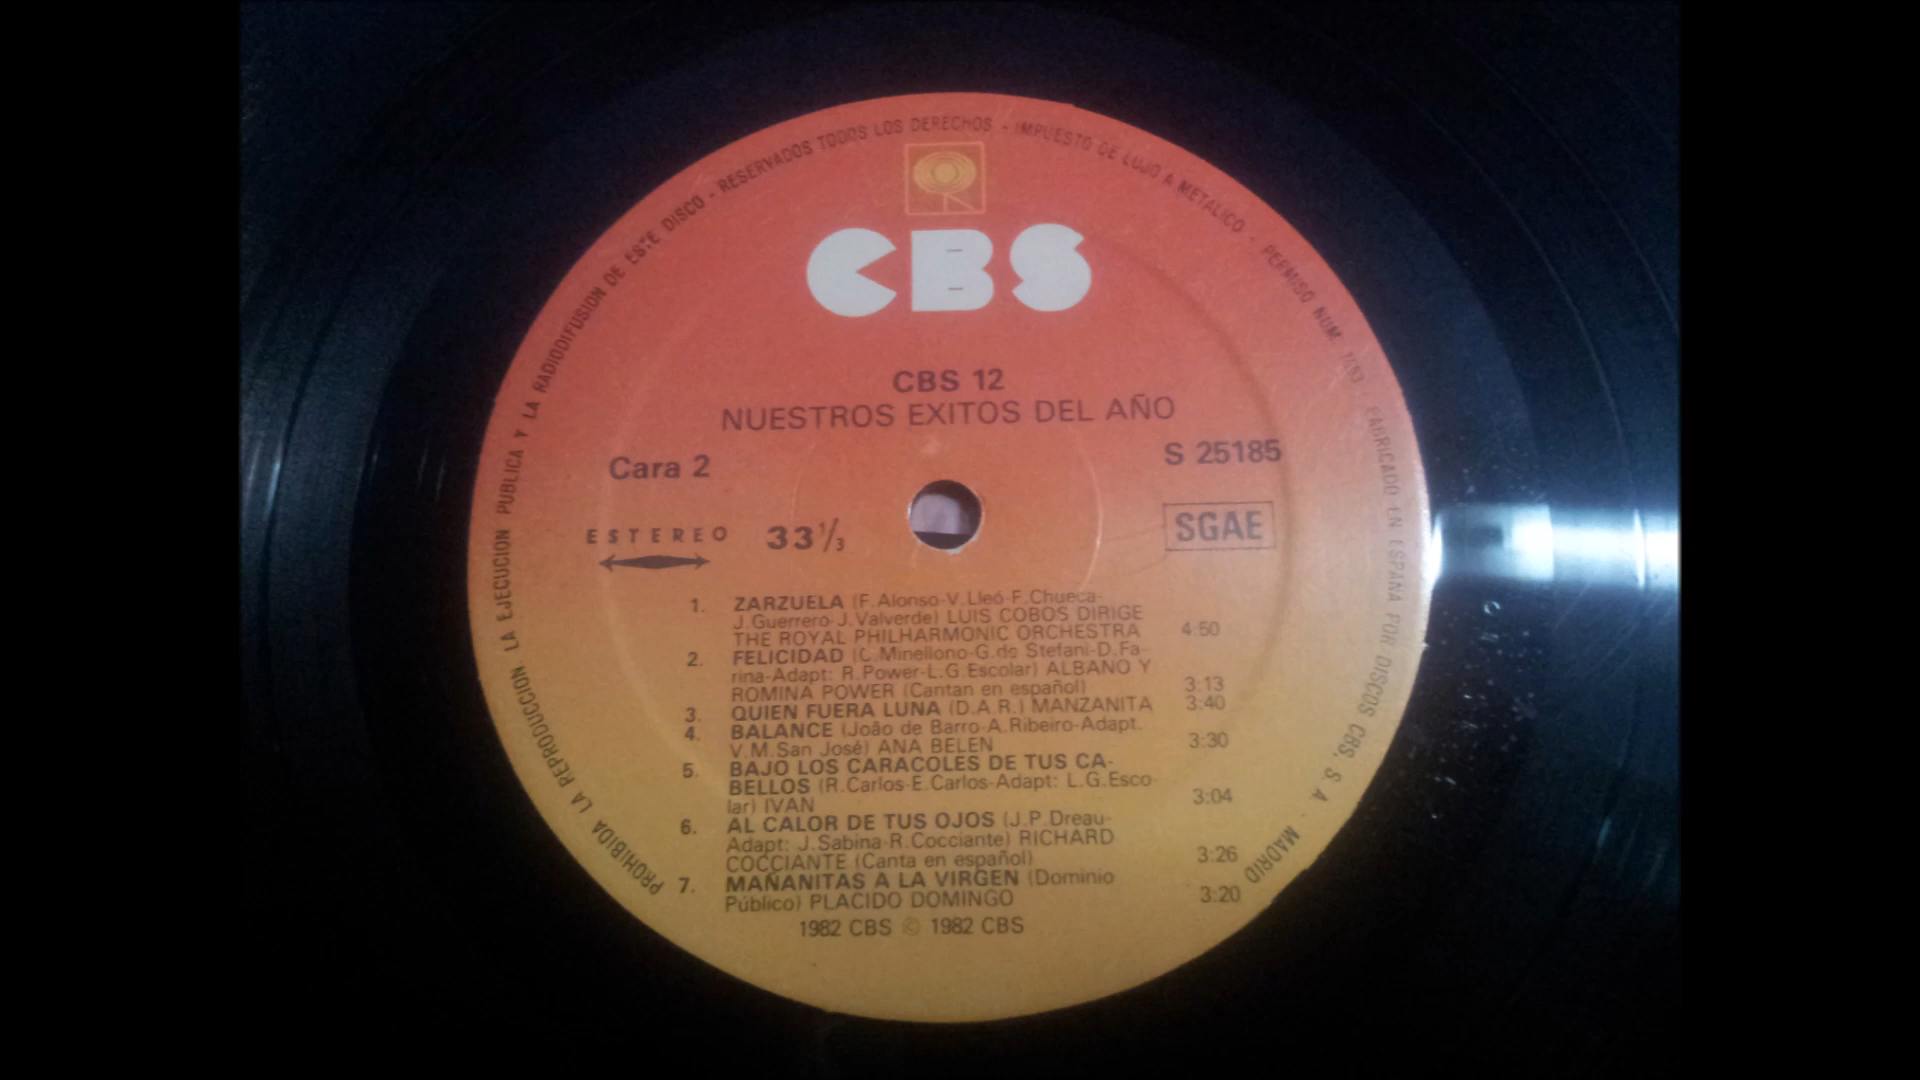 PROHIBIDA LA REPRODUCCION LA EJECUCION PUBLICA Y LA RADIODIFUSION DE ESTE DISCO - RESERVADOS TODOS LOS DERECHOS - IMPUESTO DE LUJO A METALICO - PERMISO NUM. FABRICADO EN ESPAÑA FOR DISCOS CBS, S. A. - MADRID
CBS
CBS 12
NUESTROS EXITOS DEL AÑO
Cara 2
S 25185
ESTEREO 33 1/3
SGAE
1. ZARZUELA (F.Alonso-V.Lleó-F.Chueca-
J.Guerrero-J.Valverde) LUIS COBOS DIRIGE
THE ROYAL PHILHARMONIC ORCHESTRA 4:50
2. FELICIDAD (C.Minellono-G.de Stefani-D.Fa-
rina-Adapt: R.Power-L.G.Escolar) ALBANO Y
ROMINA POWER (Cantan en español) 3:13
3. QUIEN FUERA LUNA (D.A.R.) MANZANITA 3:40
4. BALANCE (João de Barro-A.Ribeiro-Adapt.
V.M.San José) ANA BELEN 3:30
5. BAJO LOS CARACOLES DE TUS CA-
BELLOS (R.Carlos-E.Carlos-Adapt: L.G.Esco-
lar) IVAN 3:04
6. AL CALOR DE TUS OJOS (J.P.Dreau-
Adapt: J.Sabina-R.Cocciante) RICHARD
COCCIANTE (Canta en español) 3:26
7. MAÑANITAS A LA VIRGEN (Dominio
Público) PLACIDO DOMINGO 3:20
1982 CBS © 1982 CBS